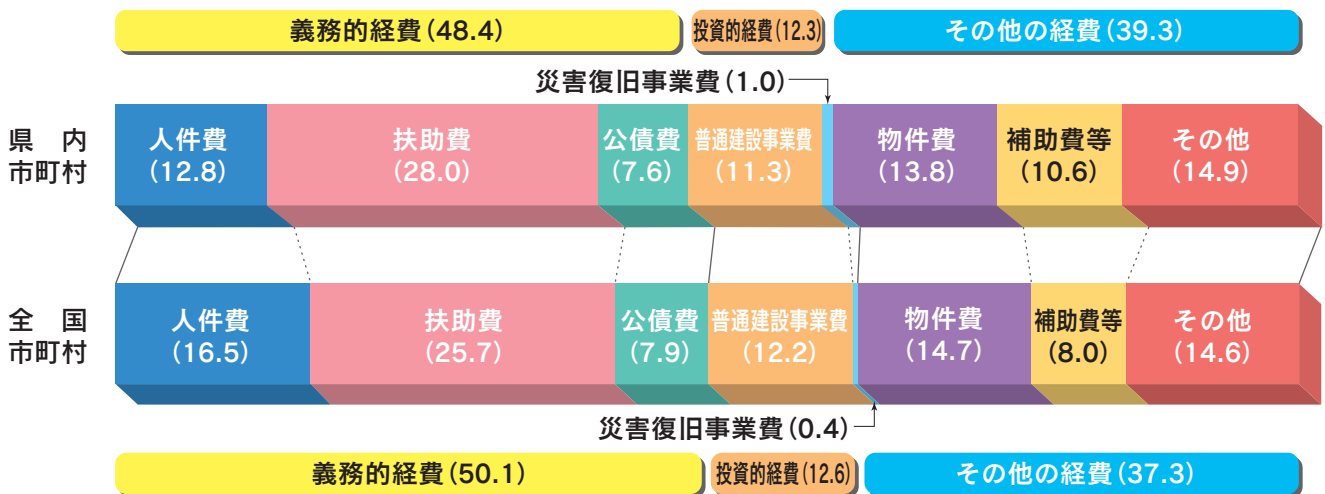 義務的経費(48.4)
投資的経費(12.3)
その他の経費(39.3)
災害復旧事業費(1.0)
県内
市町村
人件費
(12.8)
扶助費
(28.0)
公債費
(7.6)
普通建設事業費
(11.3)
物件費
(13.8)
補助費等
(10.6)
その他
(14.9)
全国
市町村
人件費
(16.5)
扶助費
(25.7)
公債費
(7.9)
普通建設事業費
(12.2)
物件費
(14.7)
補助費等
(8.0)
その他
(14.6)
災害復旧事業費(0.4)
義務的経費(50.1)
投資的経費(12.6)
その他の経費(37.3)